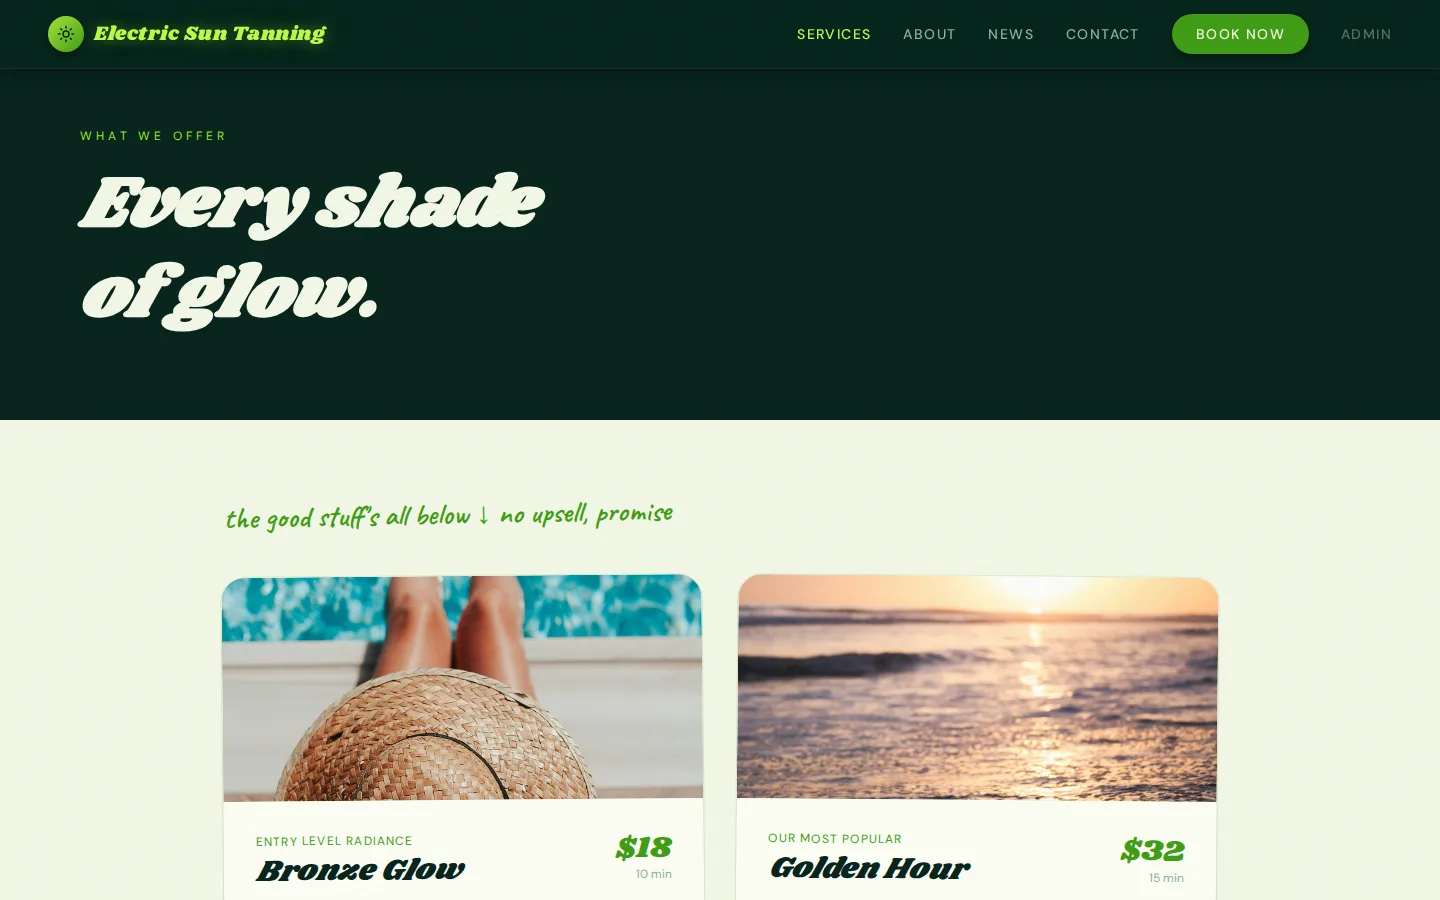 Electric Sun Tanning
SERVICES
ABOUT
NEWS
CONTACT
BOOK NOW
ADMIN
WHAT WE OFFER
Every shade
of glow.
the good stuff's all below ↓ no upsell, promise
ENTRY LEVEL RADIANCE
Bronze Glow
$18
10 min
OUR MOST POPULAR
Golden Hour
$32
15 min